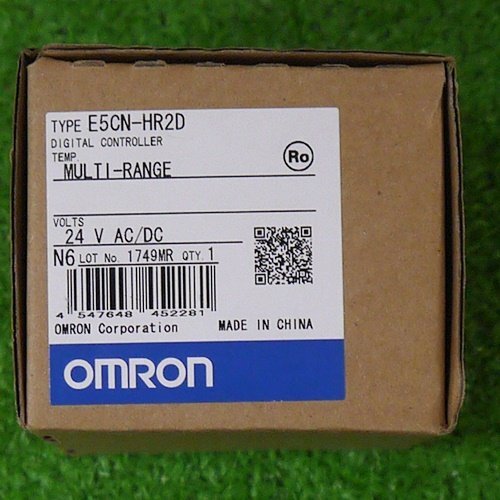 TYPE E5CN-HR2D
DIGITAL CONTROLLER
TEMP.
MULTI-RANGE
Ro
VOLTS
24 V AC/DC
N6 LOT No. 1749MR QTY.1
4 547648 452281
OMRON Corporation
MADE IN CHINA
OMRON